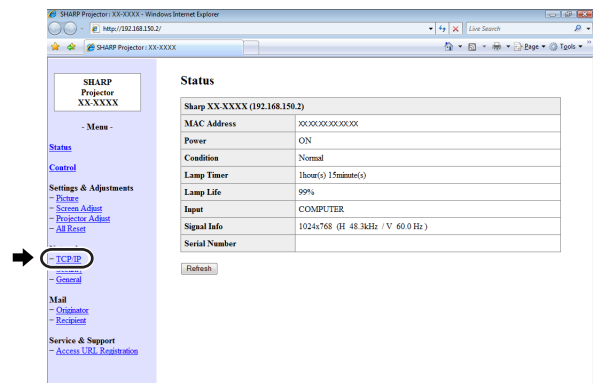 SHARP Projector : XX-XXXX - Windows Internet Explorer
http://192.168.150.2/
Live Search
SHARP Projector : XX-XXXX
Page
Tools
SHARP
Projector
XX-XXXX
- Menu -
Status
Control
Settings & Adjustments
- Picture
- Screen Adjust
- Projector Adjust
- All Reset
- TCP/IP
- General
Mail
- Originator
- Recipient
Service & Support
- Access URL Registration
Status
Sharp XX-XXXX (192.168.150.2)
MAC Address XX:XX:XX:XX:XX:XX
Power ON
Condition Normal
Lamp Timer 1hour(s) 15minute(s)
Lamp Life 99%
Input COMPUTER
Signal Info 1024x768 (H 48.3kHz / V 60.0 Hz )
Serial Number
Refresh